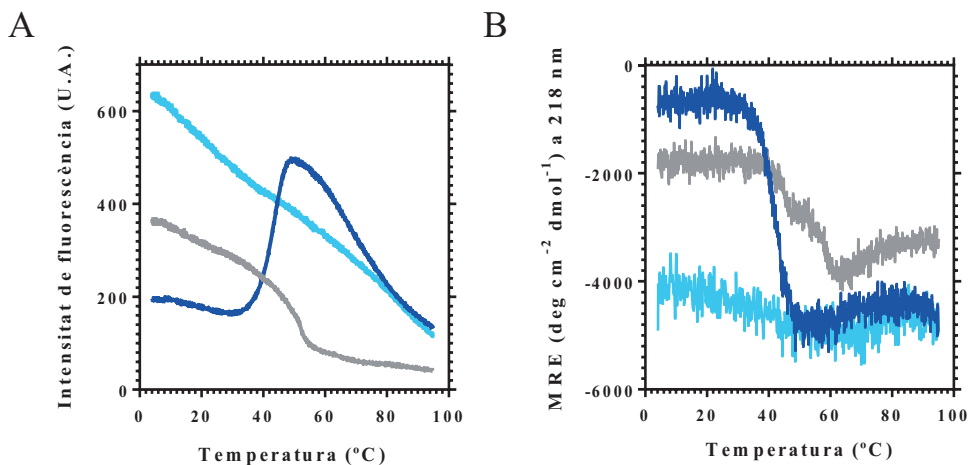 A
Intensitat de fluorescència (U.A.)
600
400
200
0
0 20 40 60 80 100
Temperatura (ºC)
B
MRE (deg cm-2 dmol-1) a 218 nm
0
-2000
-4000
-6000
0 20 40 60 80 100
Temperatura (ºC)